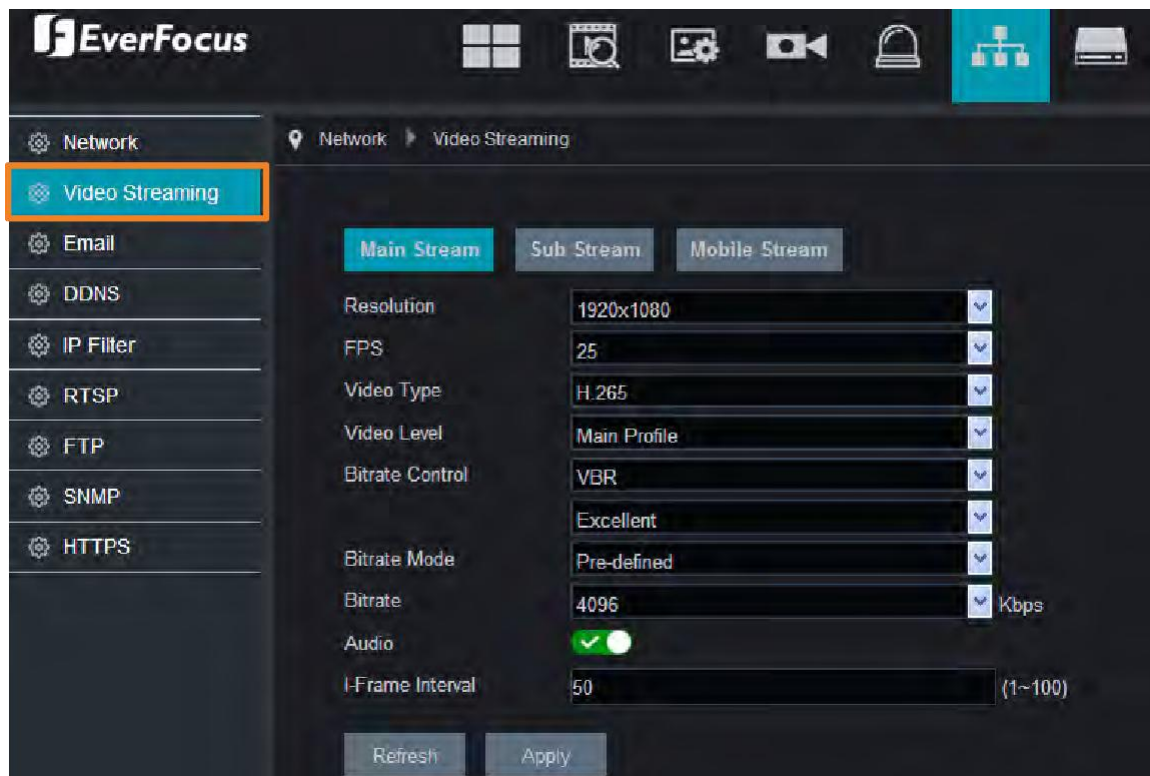 EverFocus
Network
Video Streaming
Email
DDNS
IP Filter
RTSP
FTP
SNMP
HTTPS
Network Video Streaming
Main Stream Sub Stream Mobile Stream
Resolution 1920x1080
FPS 25
Video Type H.265
Video Level Main Profile
Bitrate Control VBR
Excellent
Bitrate Mode Pre-defined
Bitrate 4096 Kbps
Audio
I-Frame Interval 50 (1~100)
Refresh Apply